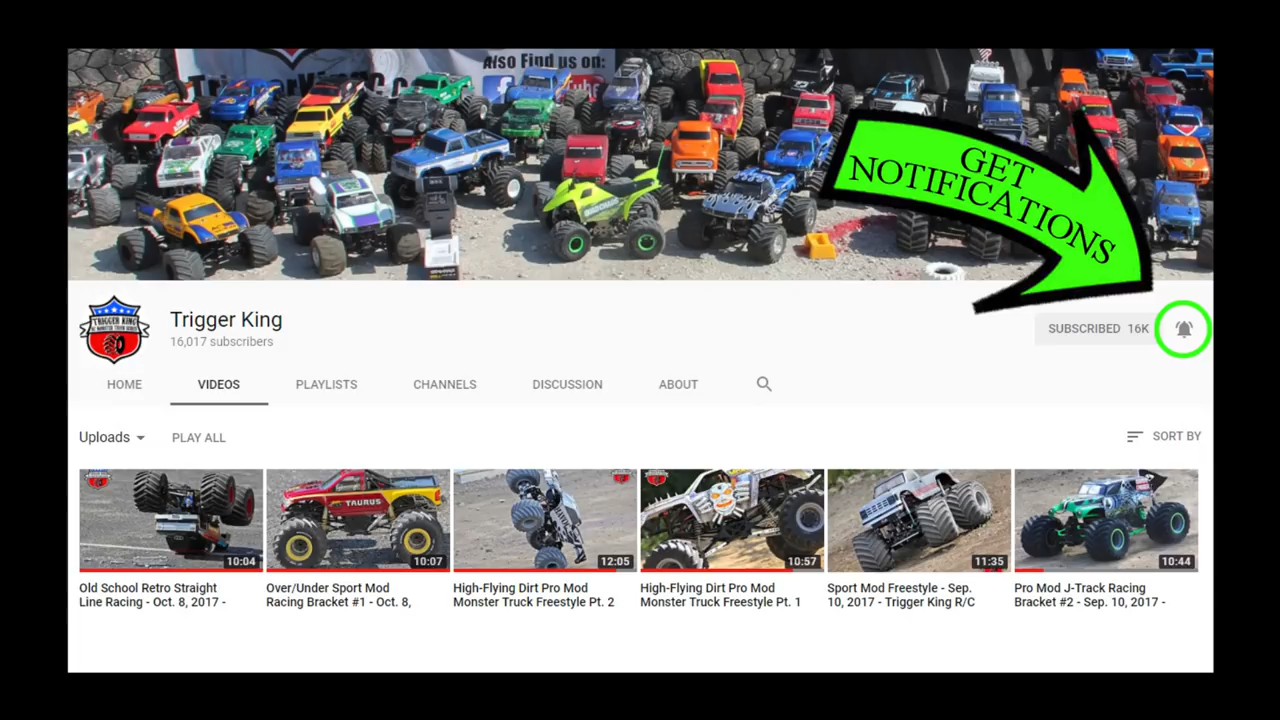 Also Find us on:
GET
NOTIFICATIONS
TRIGGER KING
Trigger King
16,017 subscribers
SUBSCRIBED 16K
HOME VIDEOS PLAYLISTS CHANNELS DISCUSSION ABOUT
Uploads PLAY ALL
SORT BY
TAURUS
10:04 10:07 12:05 10:57 11:35 10:44
Old School Retro Straight
Line Racing - Oct. 8, 2017 -
Over/Under Sport Mod
Racing Bracket #1 - Oct. 8,
High-Flying Dirt Pro Mod
Monster Truck Freestyle Pt. 2
High-Flying Dirt Pro Mod
Monster Truck Freestyle Pt. 1
Sport Mod Freestyle - Sep.
10, 2017 - Trigger King R/C
Pro Mod J-Track Racing
Bracket #2 - Sep. 10, 2017 -